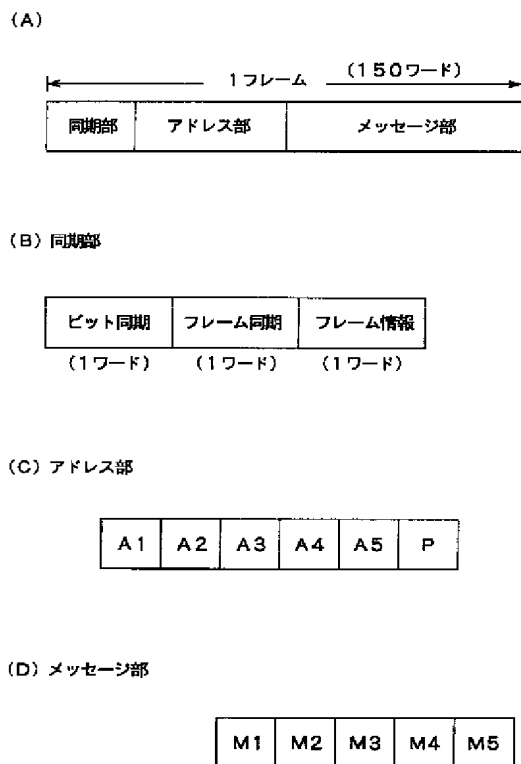 (A)
1フレーム (150ワード)
同期部 アドレス部 メッセージ部
(B) 同期部
ビット同期 フレーム同期 フレーム情報
(1ワード) (1ワード) (1ワード)
(C) アドレス部
A1 A2 A3 A4 A5 P
(D) メッセージ部
M1 M2 M3 M4 M5